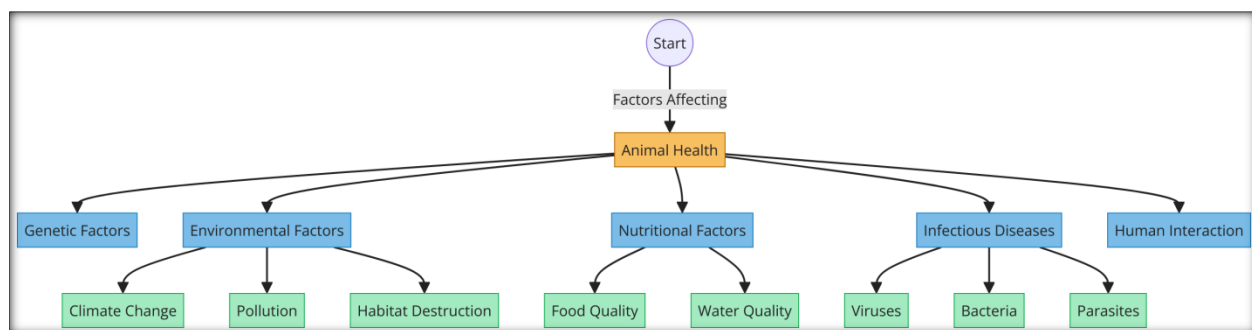 Start
Factors Affecting
Animal Health
Genetic Factors
Environmental Factors
Nutritional Factors
Infectious Diseases
Human Interaction
Climate Change
Pollution
Habitat Destruction
Food Quality
Water Quality
Viruses
Bacteria
Parasites